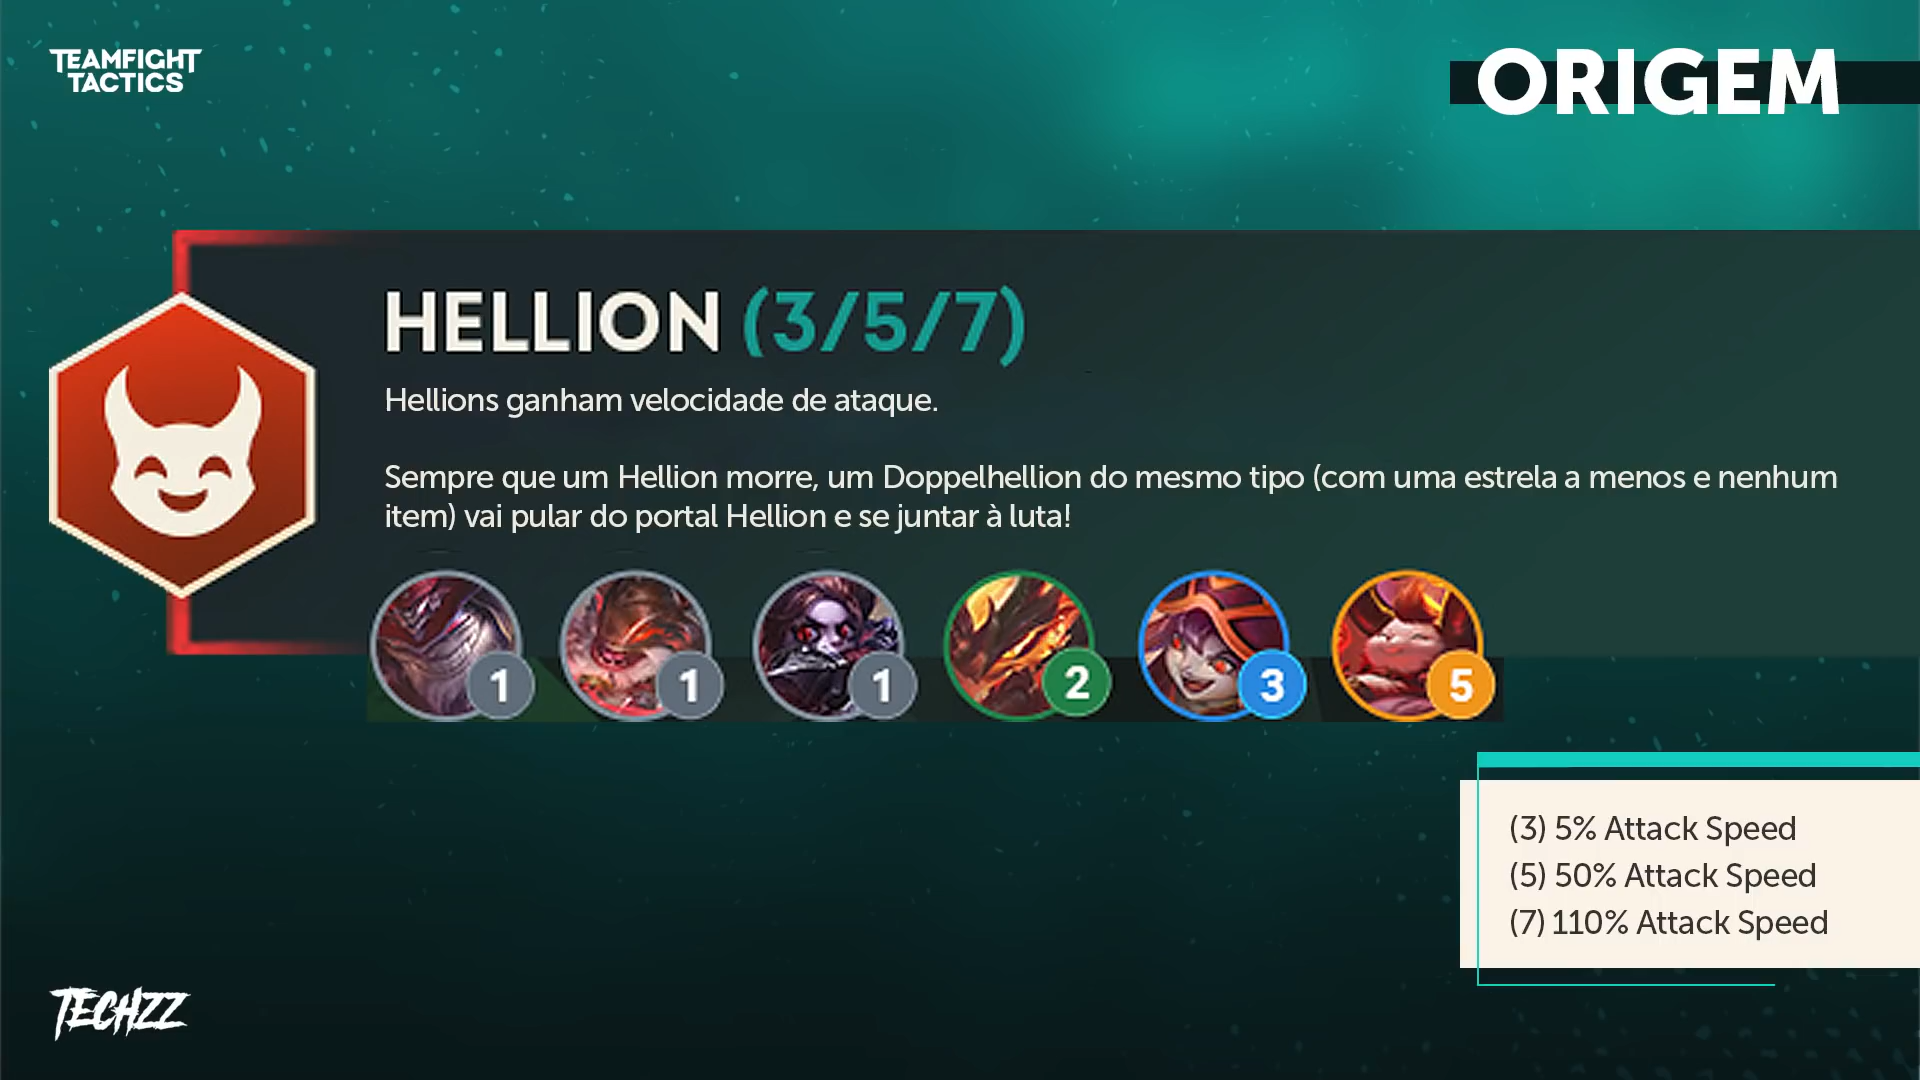 TEAMFIGHT
TACTICS
ORIGEM
HELLION (3/5/7)
Hellions ganham velocidade de ataque.
Sempre que um Hellion morre, um Doppelhellion do mesmo tipo (com uma estrela a menos e nenhum
item) vai pular do portal Hellion e se juntar à luta!
1 1 1 2 3 5
(3) 5% Attack Speed
(5) 50% Attack Speed
(7) 110% Attack Speed
TECHZZ